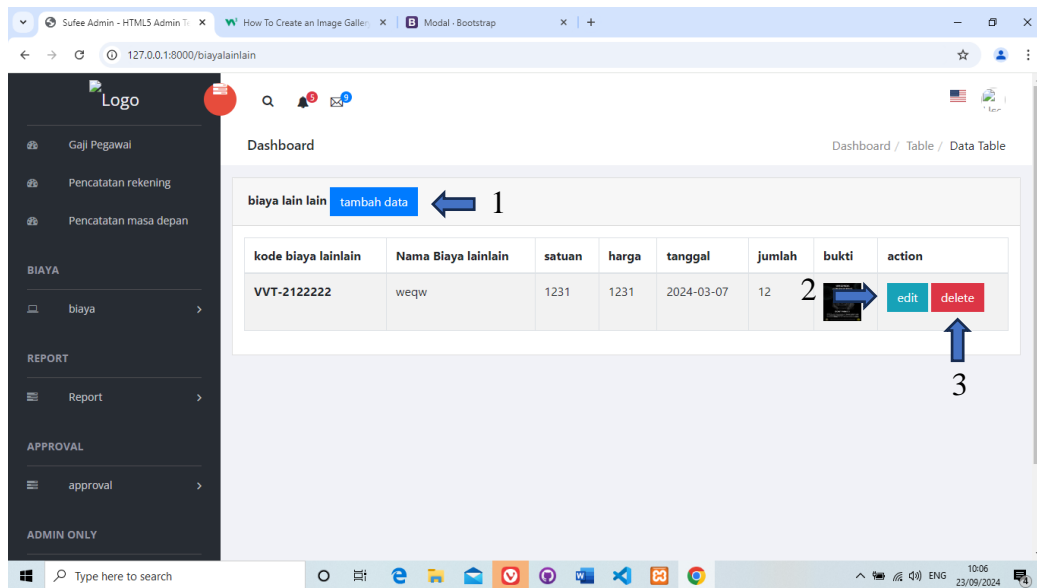 Sufee Admin - HTML5 Admin Te
How To Create an Image Galler
B Modal · Bootstrap
127.0.0.1:8000/biayalainlain
Logo
5
9
Gaji Pegawai
Dashboard
Dashboard / Table / Data Table
Pencatatan rekening
biaya lain lain
tambah data
1
Pencatatan masa depan
BIAYA
biaya
kode biaya lainlain Nama Biaya lainlain satuan harga tanggal jumlah bukti action
VVT-2122222 weqw 1231 1231 2024-03-07 12 2 edit delete
3
REPORT
Report
APPROVAL
approval
ADMIN ONLY
Type here to search
ENG
10:06
23/09/2024
4